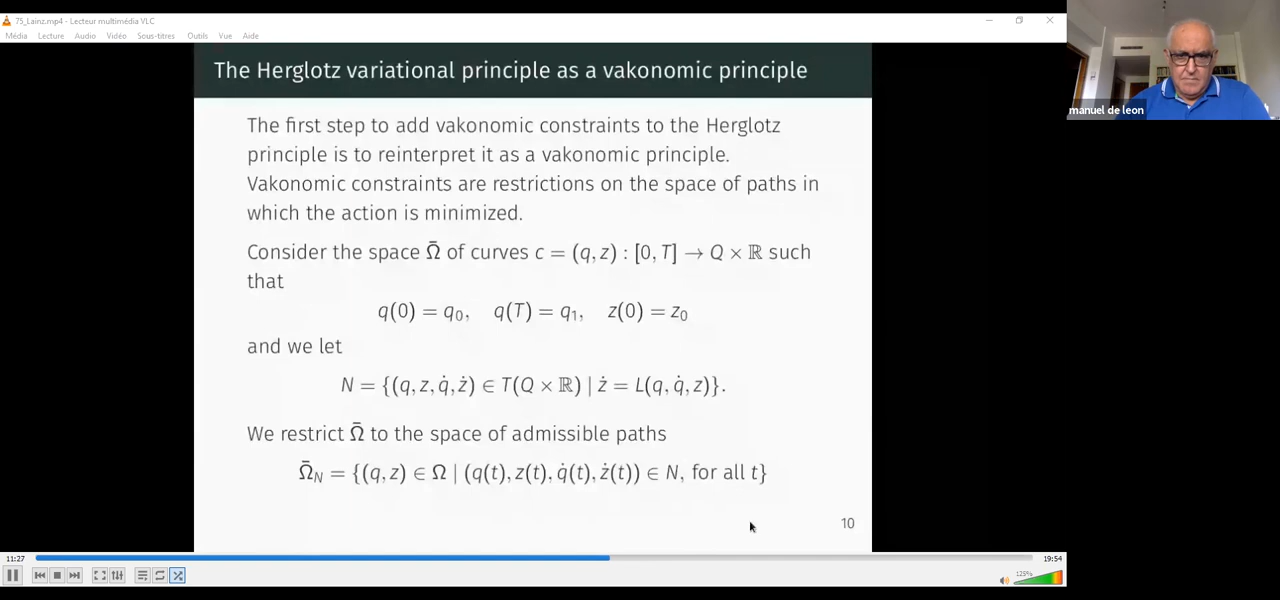 75_Lainz.mp4 - Lecteur multimédia VLC
Média Lecture Audio Vidéo Sous-titres Outils Vue Aide
The Herglotz variational principle as a vakonomic principle
manuel de leon
The first step to add vakonomic constraints to the Herglotz
principle is to reinterpret it as a vakonomic principle.
Vakonomic constraints are restrictions on the space of paths in
which the action is minimized.
Consider the space Ω̄ of curves c = (q, z) : [0, T] → Q × ℝ such
that
q(0) = q₀, q(T) = q₁, z(0) = z₀
and we let
N = {(q, z, q̇, ż) ∈ T(Q × ℝ) | ż = L(q, q̇, z)}.
We restrict Ω̄ to the space of admissible paths
Ω̄_N = {(q, z) ∈ Ω | (q(t), z(t), q̇(t), ż(t)) ∈ N, for all t}
10
11:27 19:54
125%